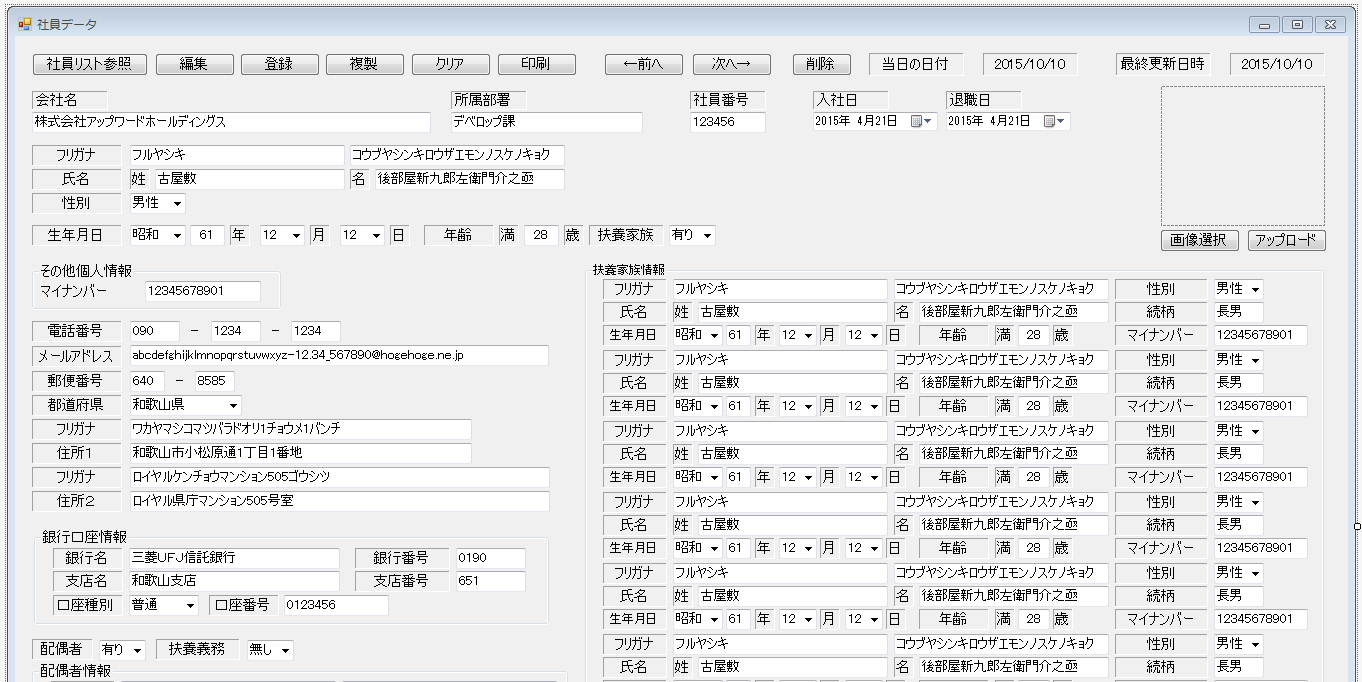 社員データ
社員リスト参照 編集 登録 複製 クリア 印刷 ←前へ 次へ→ 削除 当日の日付 2015/10/10 最終更新日時 2015/10/10
会社名 所属部署 社員番号 入社日 退職日
株式会社アップワードホールディングス デベロップ課 123456 2015年 4月21日 2015年 4月21日
フリガナ フルヤシキ コウブヤシンキロウザエモンノスケノキョク
氏名 姓 古屋敷 名 後部屋新九郎左衛門介之亟
性別 男性
生年月日 昭和 61 年 12 月 12 日 年齢 満 28 歳 扶養家族 有り
画像選択 アップロード
その他個人情報
マイナンバー 12345678901
電話番号 090 - 1234 - 1234
メールアドレス abcdefghijklmnopqrstuvwxyz-12.34_567890@hogehoge.ne.jp
郵便番号 640 - 8585
都道府県 和歌山県
フリガナ ワカヤマシコマツバラドオリ1チョウメ1バンチ
住所1 和歌山市小松原通1丁目1番地
フリガナ ロイヤルケンチョウマンション505ゴウシツ
住所2 ロイヤル県庁マンション505号室
銀行口座情報
銀行名 三菱UFJ信託銀行 銀行番号 0190
支店名 和歌山支店 支店番号 651
口座種別 普通 口座番号 0123456
配偶者 有り 扶養義務 無し
配偶者情報
扶養家族情報
フリガナ フルヤシキ コウブヤシンキロウザエモンノスケノキョク 性別 男性
氏名 姓 古屋敷 名 後部屋新九郎左衛門介之亟 続柄 長男
生年月日 昭和 61 年 12 月 12 日 年齢 満 28 歳 マイナンバー 12345678901
フリガナ フルヤシキ コウブヤシンキロウザエモンノスケノキョク 性別 男性
氏名 姓 古屋敷 名 後部屋新九郎左衛門介之亟 続柄 長男
生年月日 昭和 61 年 12 月 12 日 年齢 満 28 歳 マイナンバー 12345678901
フリガナ フルヤシキ コウブヤシンキロウザエモンノスケノキョク 性別 男性
氏名 姓 古屋敷 名 後部屋新九郎左衛門介之亟 続柄 長男
生年月日 昭和 61 年 12 月 12 日 年齢 満 28 歳 マイナンバー 12345678901
フリガナ フルヤシキ コウブヤシンキロウザエモンノスケノキョク 性別 男性
氏名 姓 古屋敷 名 後部屋新九郎左衛門介之亟 続柄 長男
生年月日 昭和 61 年 12 月 12 日 年齢 満 28 歳 マイナンバー 12345678901
フリガナ フルヤシキ コウブヤシンキロウザエモンノスケノキョク 性別 男性
氏名 姓 古屋敷 名 後部屋新九郎左衛門介之亟 続柄 長男
生年月日 昭和 61 年 12 月 12 日 年齢 満 28 歳 マイナンバー 12345678901
フリガナ フルヤシキ コウブヤシンキロウザエモンノスケノキョク 性別 男性
氏名 姓 古屋敷 名 後部屋新九郎左衛門介之亟 続柄 長男